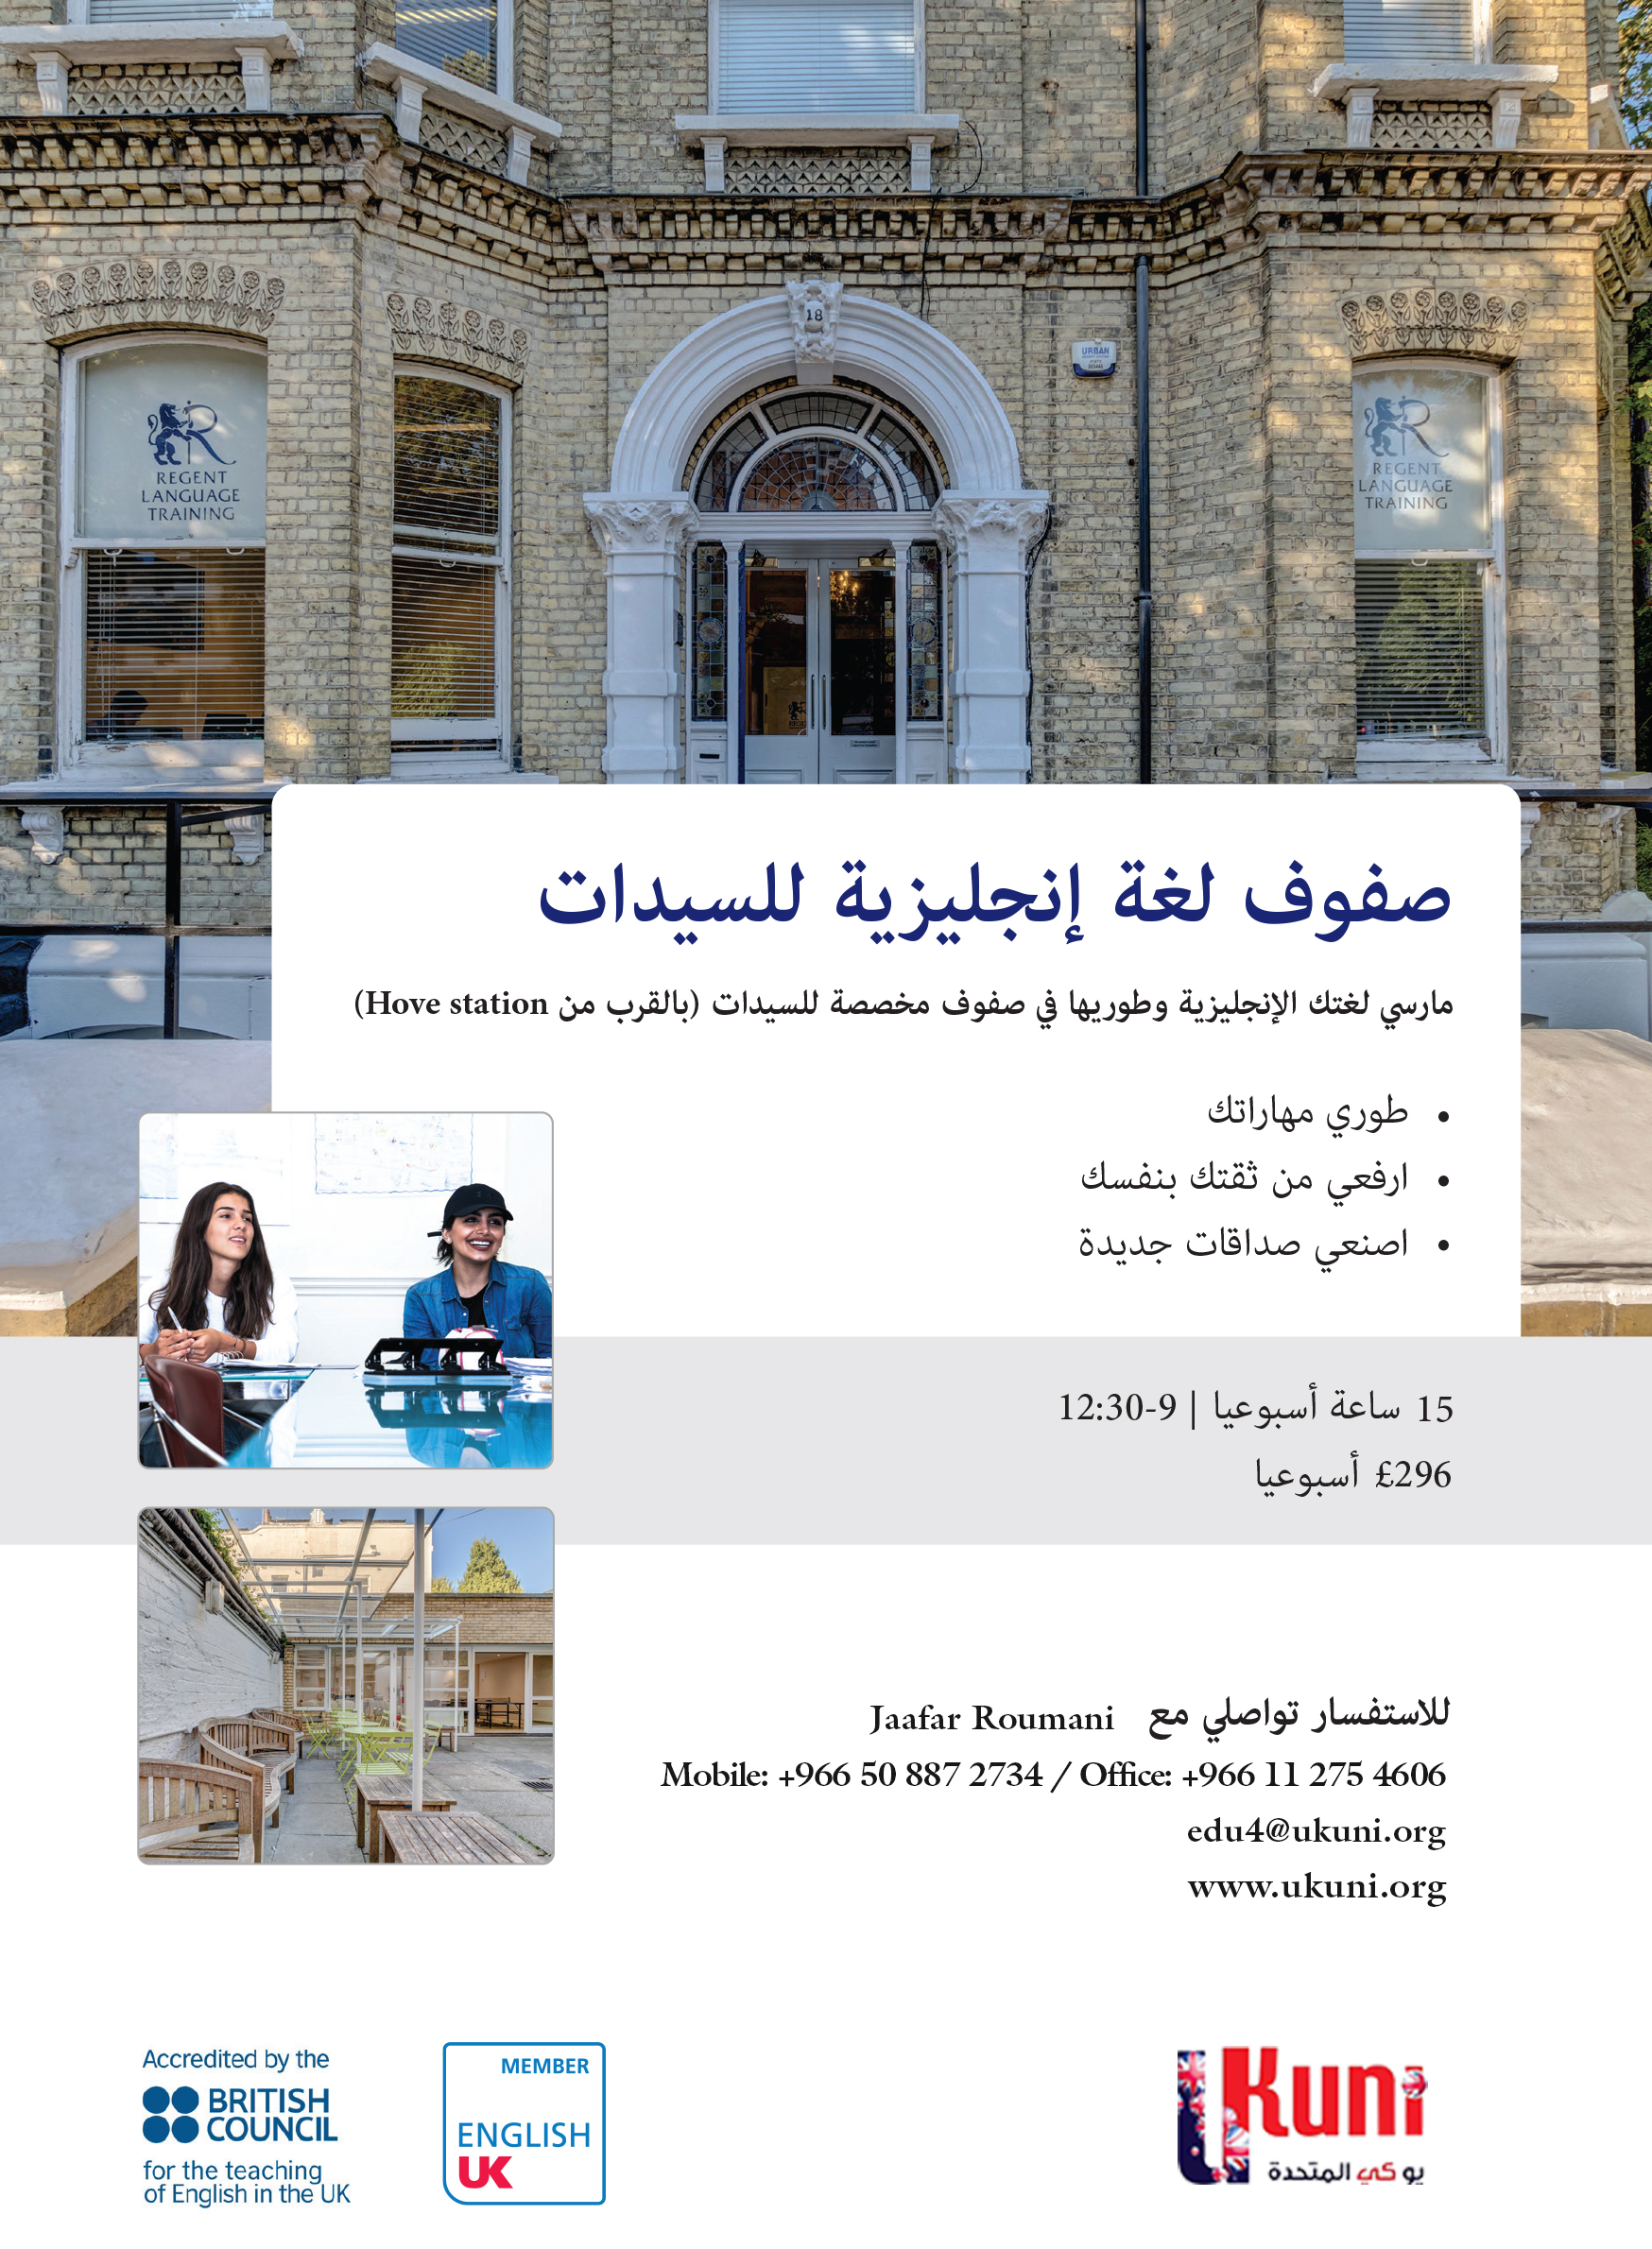 18
URBAN
REGENT
LANGUAGE
TRAINING
REGENT
LANGUAGE
TRAINING
صفوف لغة إنجليزية للسيدات
مارسي لغتك الإنجليزية وطوريها في صفوف مخصصة للسيدات (بالقرب من Hove station)
• طوري مهاراتك
• ارفعي من ثقتك بنفسك
• اصنعي صداقات جديدة
15 ساعة أسبوعيا | 9-12:30
£296 أسبوعيا
للاستفسار تواصلي مع Jaafar Roumani
Mobile: +966 50 887 2734 / Office: +966 11 275 4606
edu4@ukuni.org
www.ukuni.org
Accredited by the
BRITISH
COUNCIL
for the teaching
of English in the UK
MEMBER
ENGLISH
UK
UKuni
يو كي المتحدة